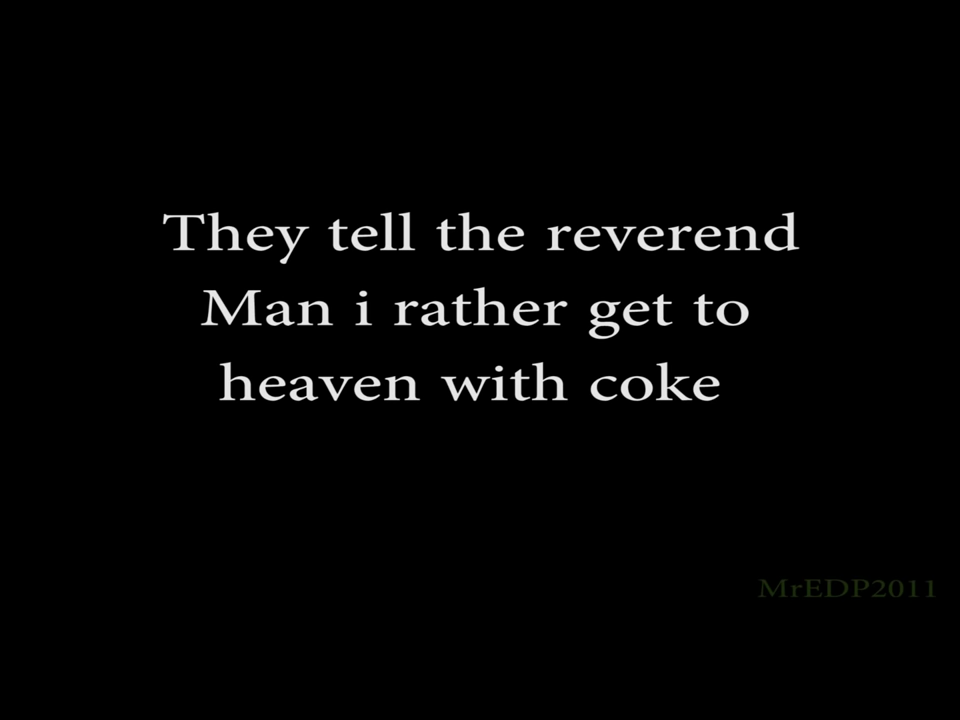 They tell the reverend
Man i rather get to
heaven with coke
MrEDP2011